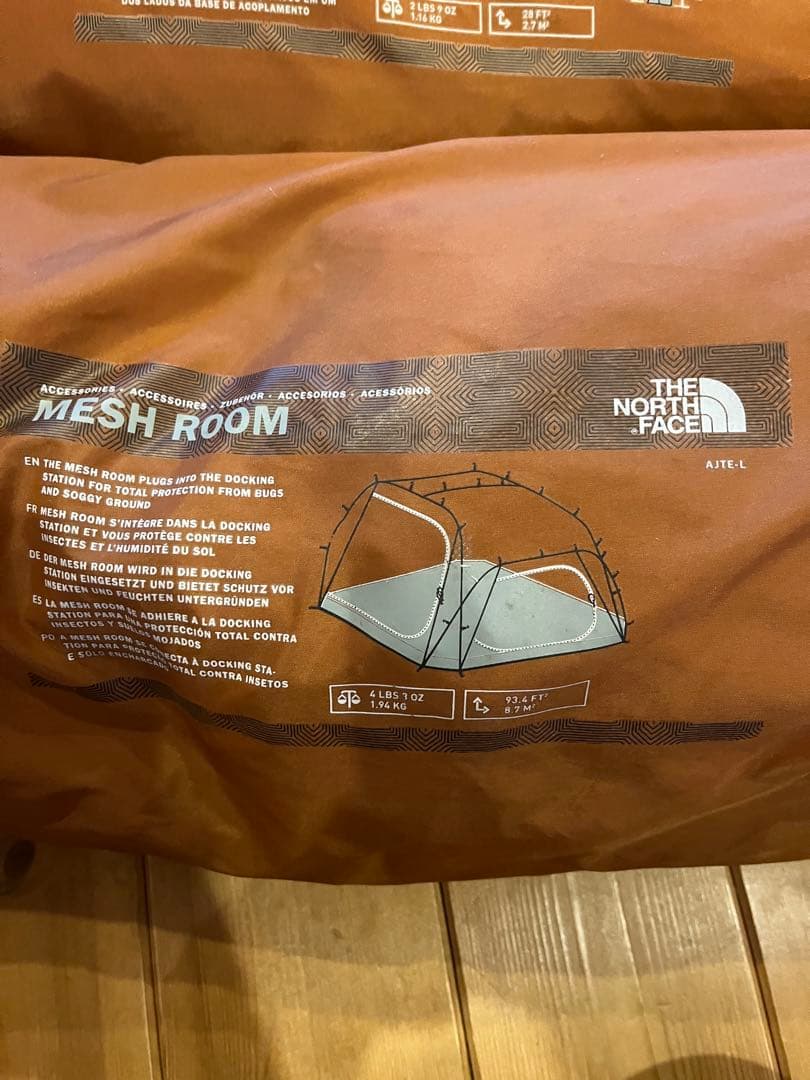 DOS LADOS DA BASE DE ACOPLAMENTO
2 LBS 9 OZ
1.16 KG
28 FT²
2.7 M²
ACCESSORIES • ACCESSOIRES • ZUBEHÖR • ACCESORIOS • ACESSÓRIOS
MESH ROOM
THE
NORTH
FACE
AJTE-L
EN THE MESH ROOM PLUGS INTO THE DOCKING
STATION FOR TOTAL PROTECTION FROM BUGS
AND SOGGY GROUND
FR MESH ROOM S'INTÈGRE DANS LA DOCKING
STATION ET VOUS PROTÈGE CONTRE LES
INSECTES ET L'HUMIDITÉ DU SOL
DE DER MESH ROOM WIRD IN DIE DOCKING
STATION EINGESETZT UND BIETET SCHUTZ VOR
INSEKTEN UND FEUCHTEN UNTERGRÜNDEN
ES LA MESH ROOM SE ADHIERE A LA DOCKING
STATION PARA UNA PROTECCIÓN TOTAL CONTRA
INSECTOS Y SUELOS MOJADOS
PO A MESH ROOM SE CONECTA À DOCKING STA-
TION PARA PROTECÇÃO TOTAL CONTRA INSETOS
E SOLO ENCHARCADO
4 LBS 3 OZ
1.94 KG
93.4 FT²
8.7 M²